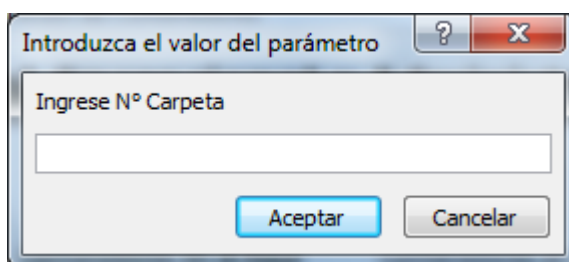 Introduzca el valor del parámetro
Ingrese N° Carpeta
Aceptar
Cancelar